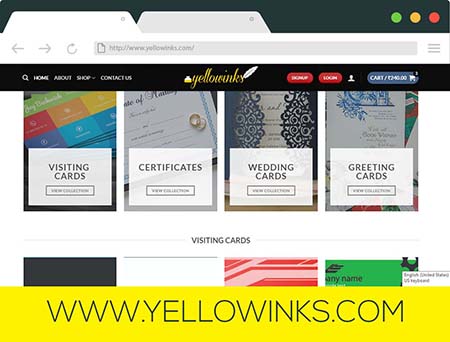 http://www.yellowinks.com/
HOME ABOUT SHOP CONTACT US
yellowinks
SIGNUP LOGIN CART / ₹240.00
VISITING CARDS
VIEW COLLECTION
CERTIFICATES
VIEW COLLECTION
WEDDING CARDS
VIEW COLLECTION
GREETING CARDS
VIEW COLLECTION
VISITING CARDS
any name
English (United States)
US keyboard
WWW.YELLOWINKS.COM